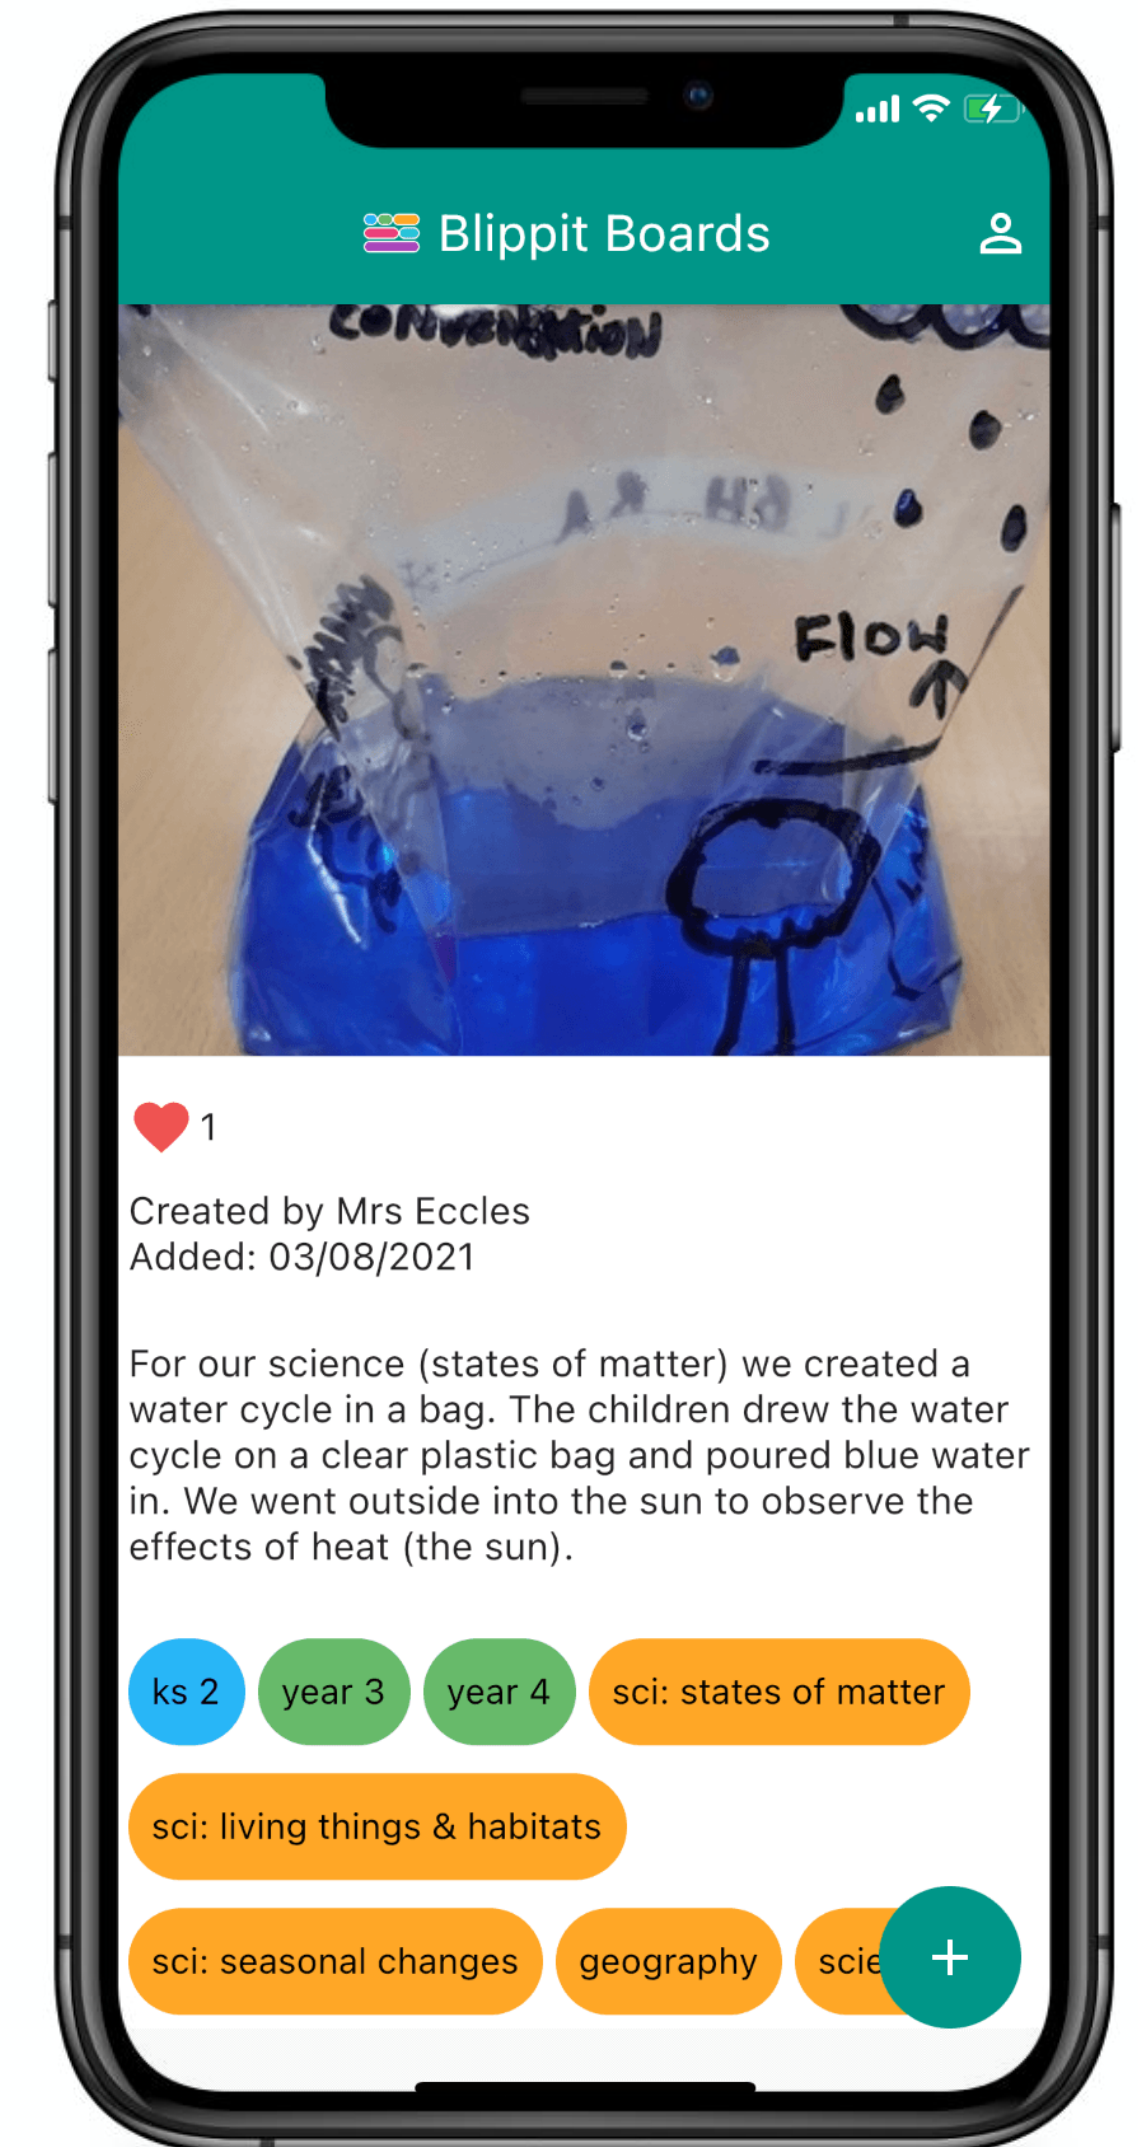 Blippit Boards
Flow
1
Created by Mrs Eccles
Added: 03/08/2021
For our science (states of matter) we created a
water cycle in a bag. The children drew the water
cycle on a clear plastic bag and poured blue water
in. We went outside into the sun to observe the
effects of heat (the sun).
ks 2 year 3 year 4 sci: states of matter
sci: living things & habitats
sci: seasonal changes geography